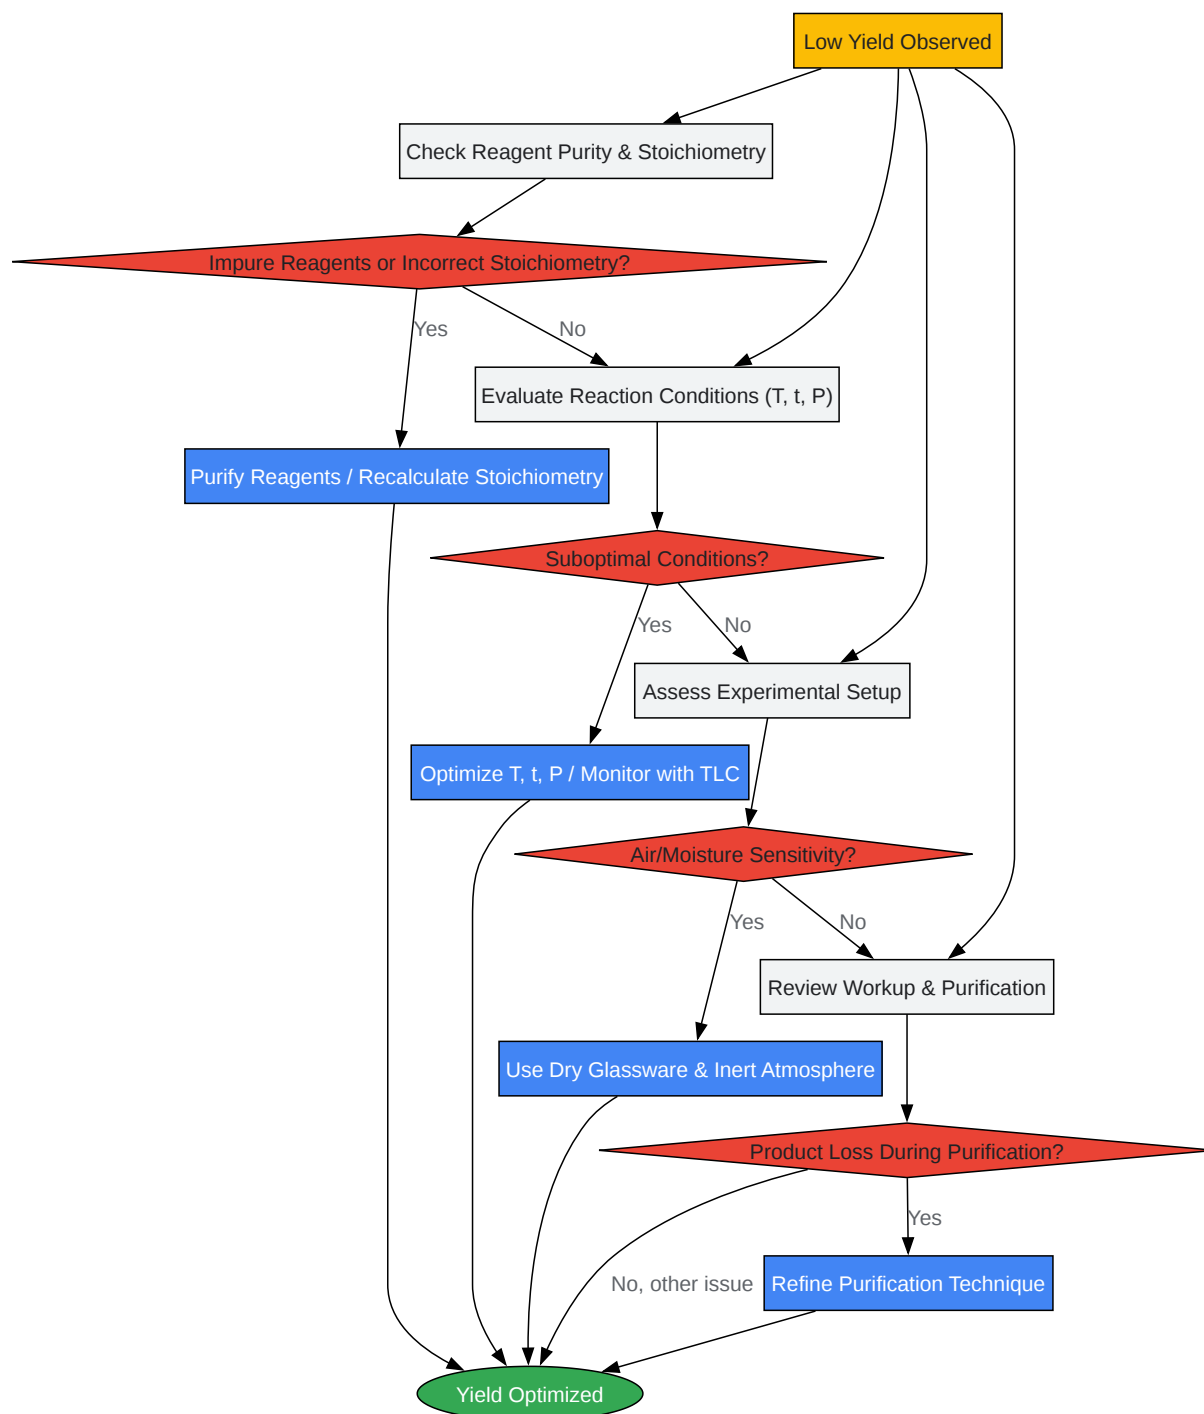 Low Yield Observed
Check Reagent Purity & Stoichiometry
Impure Reagents or Incorrect Stoichiometry?
Yes
No
Evaluate Reaction Conditions (T, t, P)
Purify Reagents / Recalculate Stoichiometry
Suboptimal Conditions?
Yes
No
Assess Experimental Setup
Optimize T, t, P / Monitor with TLC
Air/Moisture Sensitivity?
Yes
No
Review Workup & Purification
Use Dry Glassware & Inert Atmosphere
Product Loss During Purification?
Yes
No, other issue
Refine Purification Technique
Yield Optimized